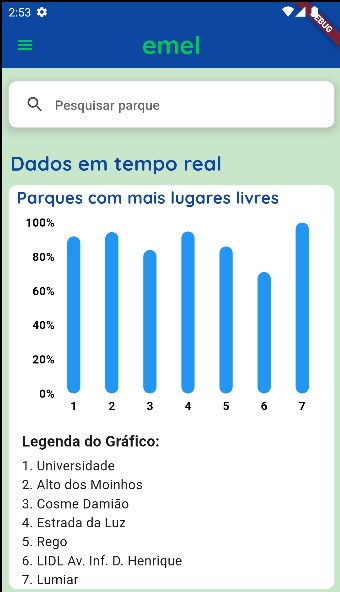 2:53
DEBUG
emel
Pesquisar parque
Dados em tempo real
Parques com mais lugares livres
100%
80%
60%
40%
20%
0%
1 2 3 4 5 6 7
Legenda do Gráfico:
1. Universidade
2. Alto dos Moinhos
3. Cosme Damião
4. Estrada da Luz
5. Rego
6. LIDL Av. Inf. D. Henrique
7. Lumiar